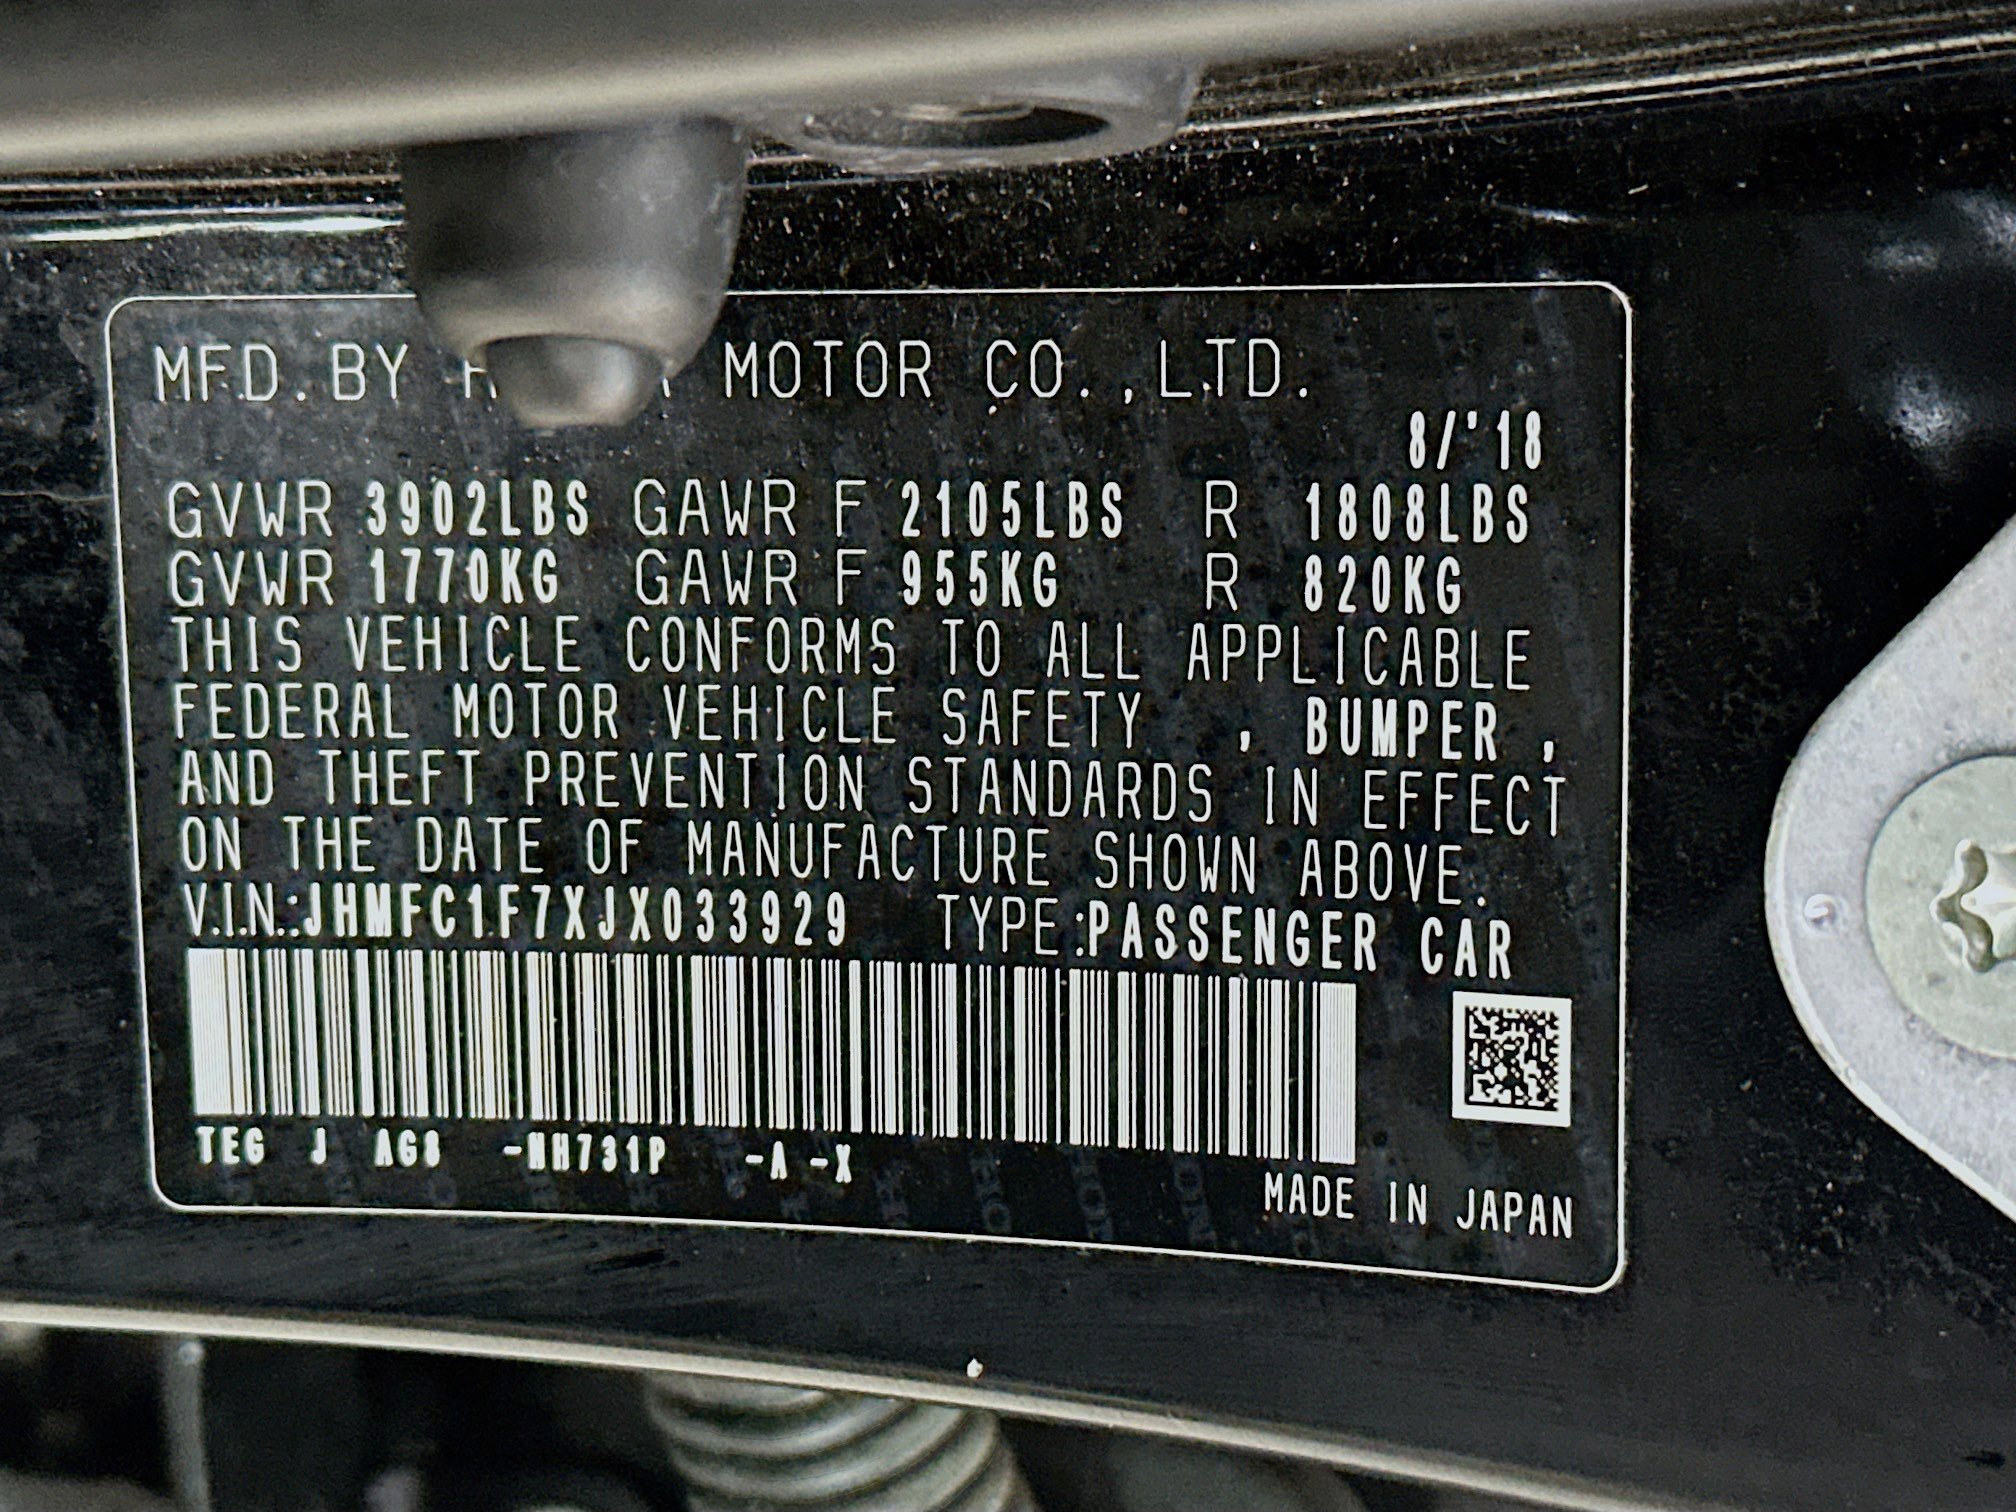 MFD. BY MOTOR CO., LTD.
8/'18
GVWR 3902LBS GAWR F 2105LBS R 1808LBS
GVWR 1770KG GAWR F 955KG R 820KG
THIS VEHICLE CONFORMS TO ALL APPLICABLE
FEDERAL MOTOR VEHICLE SAFETY , BUMPER ,
AND THEFT PREVENTION STANDARDS IN EFFECT
ON THE DATE OF MANUFACTURE SHOWN ABOVE.
V.I.N.:JHMFC1F7XJX033929 TYPE:PASSENGER CAR
TEG J AG8 -NH731P -A -X
MADE IN JAPAN